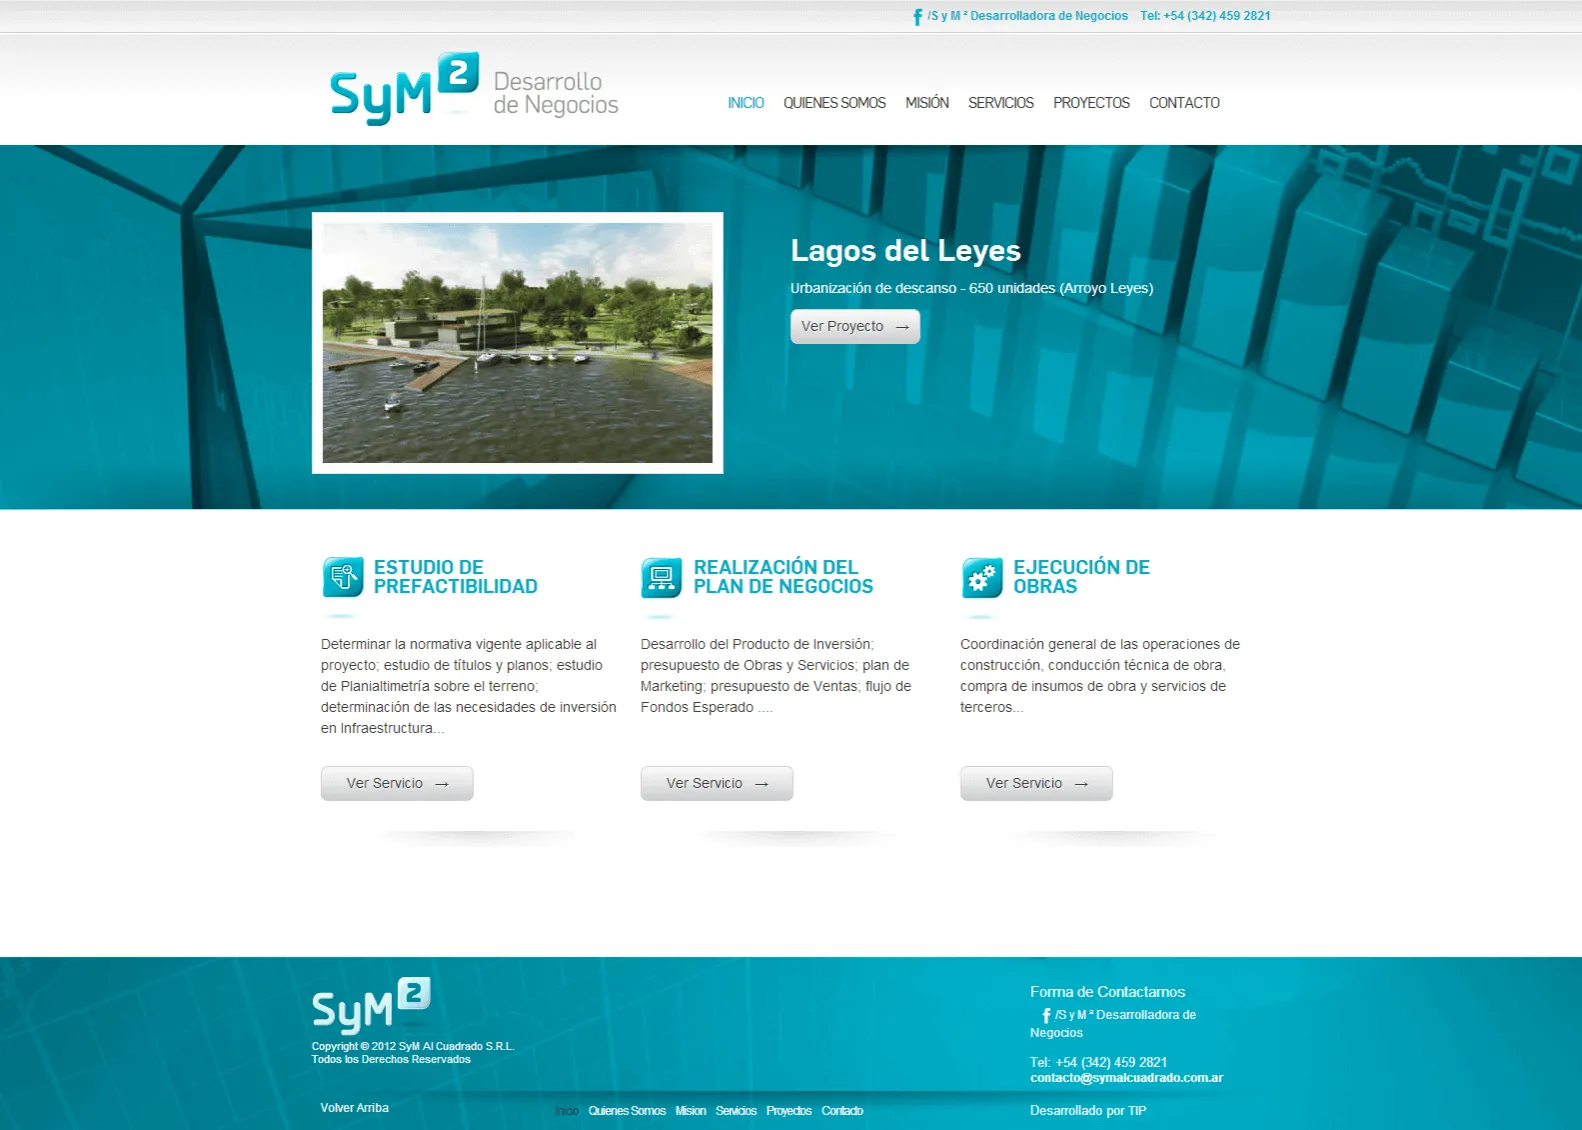 /S y M ² Desarrolladora de Negocios Tel: +54 (342) 459 2821
SyM 2 Desarrollo
de Negocios
INICIO QUIENES SOMOS MISIÓN SERVICIOS PROYECTOS CONTACTO
Lagos del Leyes
Urbanización de descanso - 650 unidades (Arroyo Leyes)
Ver Proyecto →
ESTUDIO DE
PREFACTIBILIDAD
Determinar la normativa vigente aplicable al
proyecto; estudio de títulos y planos; estudio
de Planialtimetría sobre el terreno;
determinación de las necesidades de inversión
en Infraestructura...
Ver Servicio →
REALIZACIÓN DEL
PLAN DE NEGOCIOS
Desarrollo del Producto de Inversión;
presupuesto de Obras y Servicios; plan de
Marketing; presupuesto de Ventas; flujo de
Fondos Esperado ....
Ver Servicio →
EJECUCIÓN DE
OBRAS
Coordinación general de las operaciones de
construcción, conducción técnica de obra,
compra de insumos de obra y servicios de
terceros...
Ver Servicio →
SyM 2
Copyright © 2012 SyM Al Cuadrado S.R.L.
Todos los Derechos Reservados
Volver Arriba
Inicio Quienes Somos Mision Servicios Proyectos Contacto
Forma de Contactarnos
/S y M ² Desarrolladora de
Negocios
Tel: +54 (342) 459 2821
contacto@symalcuadrado.com.ar
Desarrollado por TIP